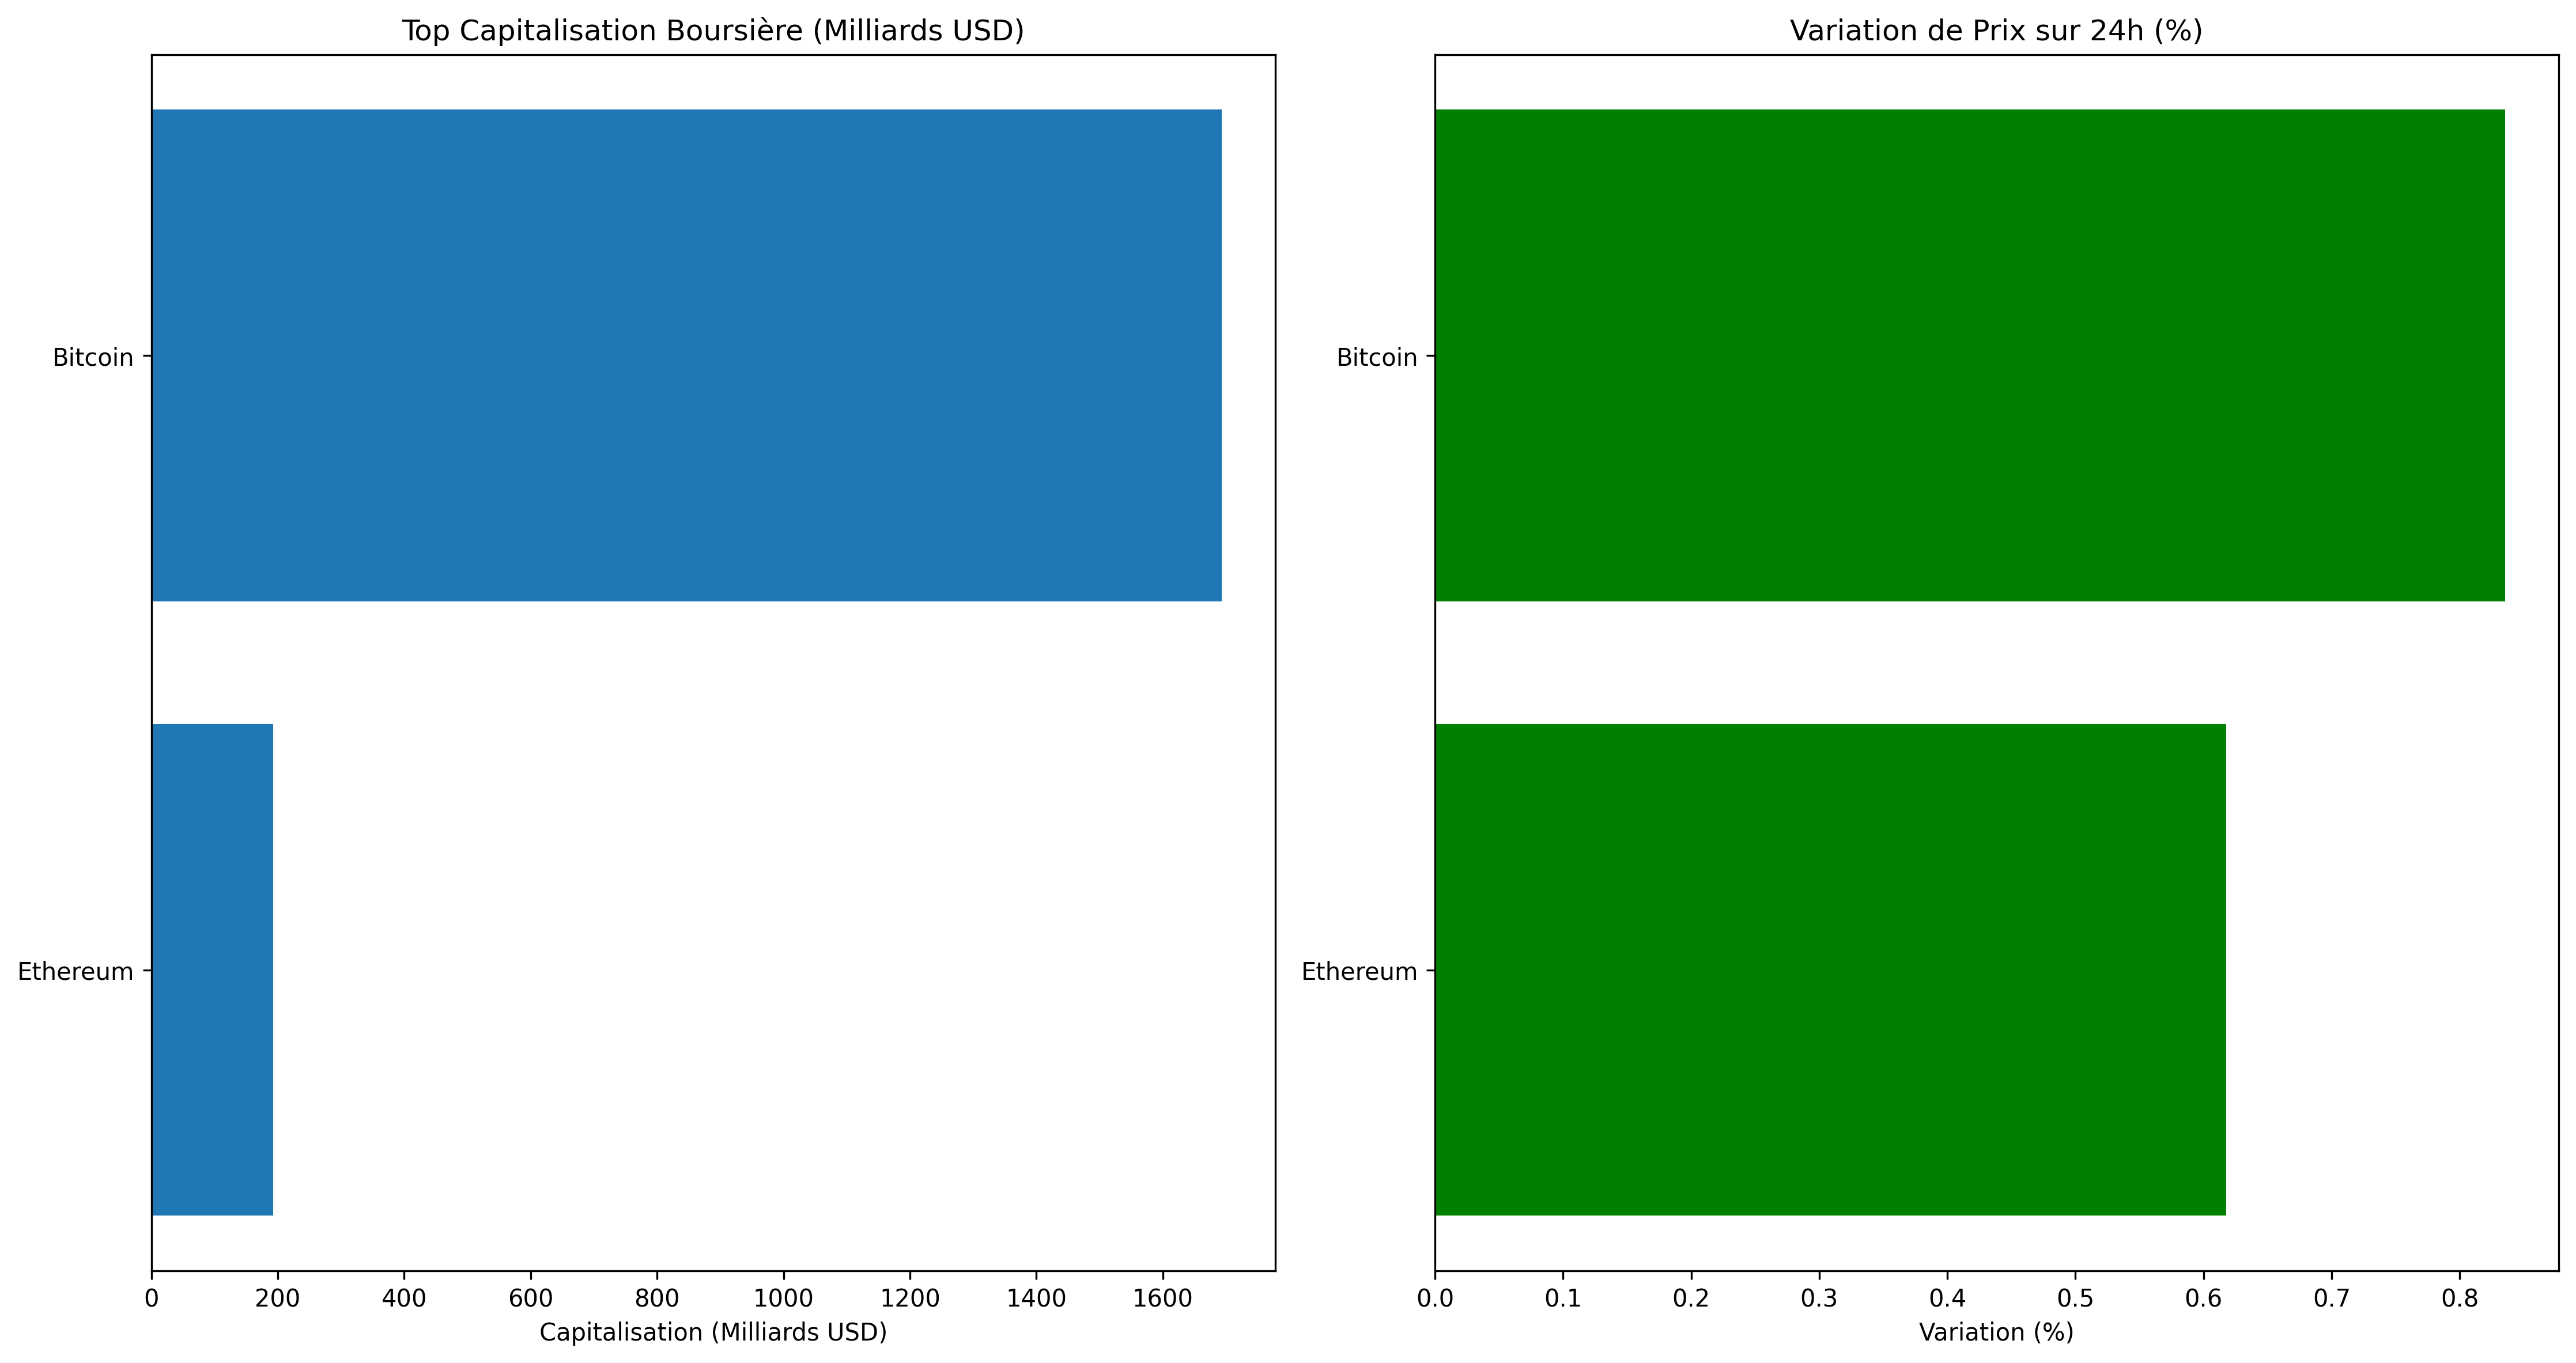 Top Capitalisation Boursière (Milliards USD)
Bitcoin
Ethereum
0 200 400 600 800 1000 1200 1400 1600
Capitalisation (Milliards USD)
Variation de Prix sur 24h (%)
Bitcoin
Ethereum
0.0 0.1 0.2 0.3 0.4 0.5 0.6 0.7 0.8
Variation (%)